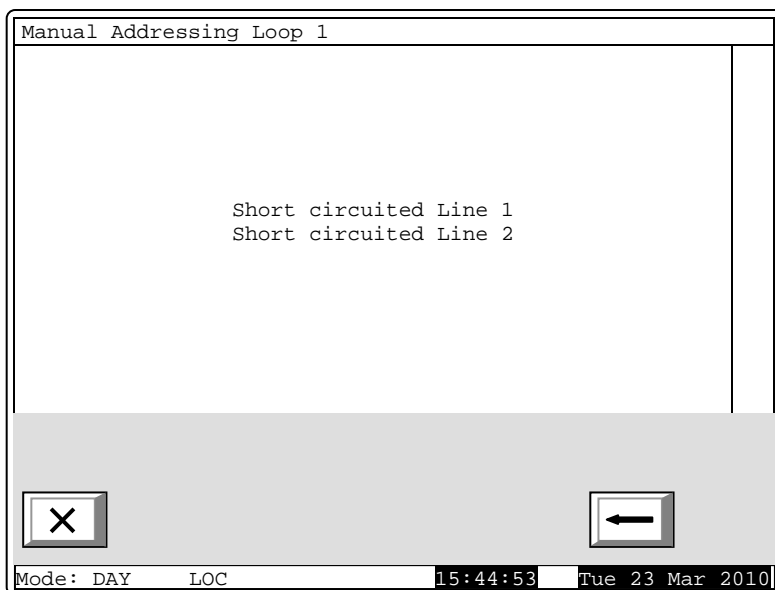 Manual Addressing Loop 1
Short circuited Line 1
Short circuited Line 2
Mode: DAY LOC 15:44:53 Tue 23 Mar 2010